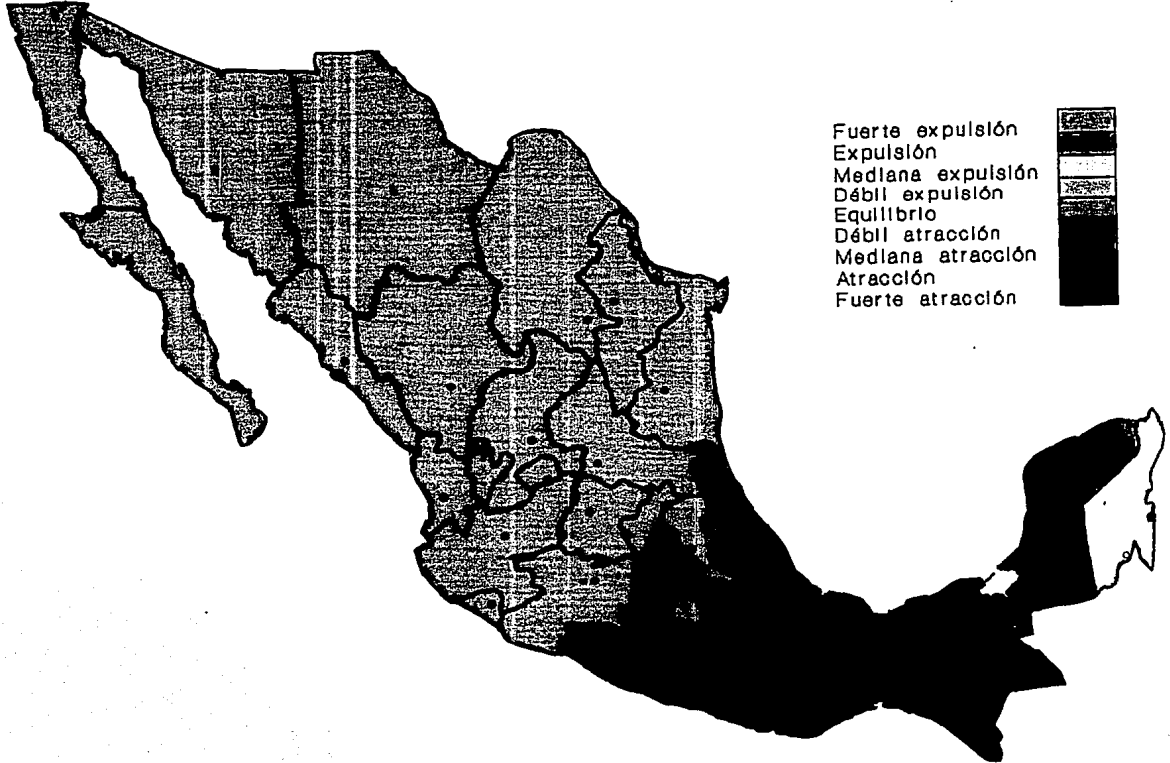 Fuerte expulsión
Expulsión
Mediana expulsión
Débil expulsión
Equilibrio
Débil atracción
Mediana atracción
Atracción
Fuerte atracción